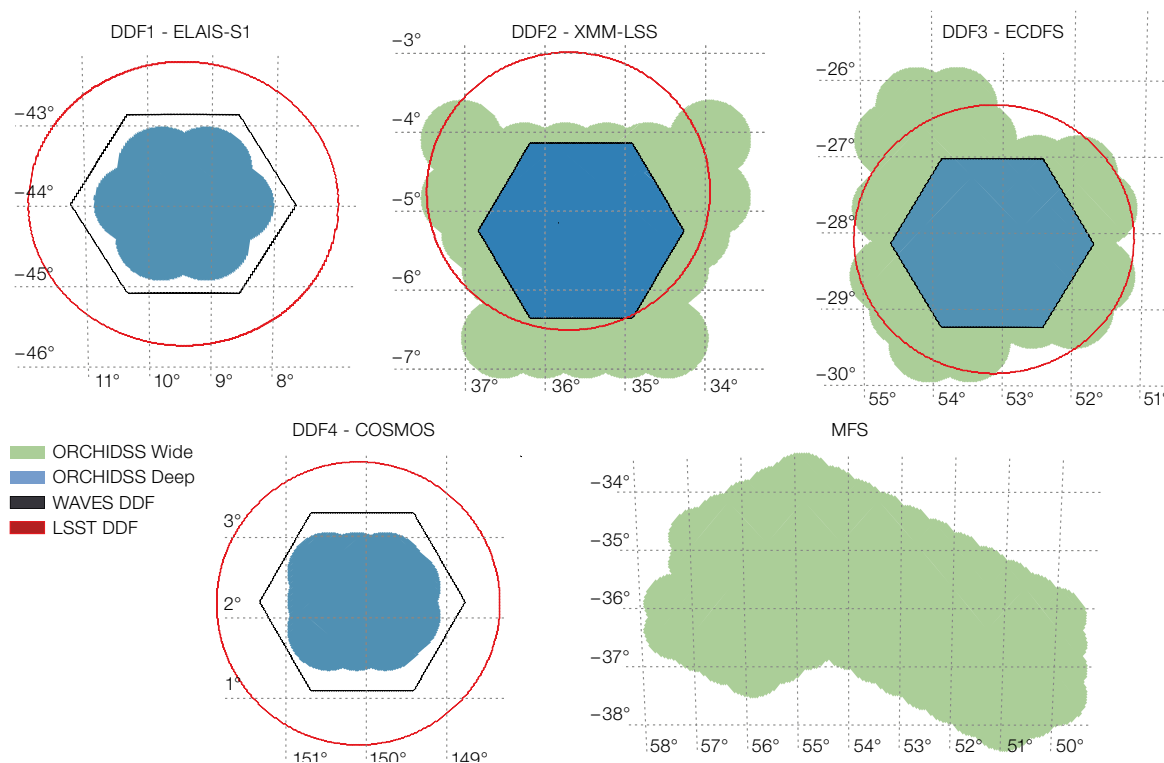 DDF1 - ELAIS-S1
−43°
−44°
−45°
−46°
11° 10° 9° 8°
DDF2 - XMM-LSS
−3°
−4°
−5°
−6°
−7°
37° 36° 35° 34°
DDF3 - ECDFS
−26°
−27°
−28°
−29°
−30°
55° 54° 53° 52° 51°
ORCHIDSS Wide
ORCHIDSS Deep
WAVES DDF
LSST DDF
DDF4 - COSMOS
3°
2°
1°
151° 150° 149°
MFS
−34°
−35°
−36°
−37°
−38°
58° 57° 56° 55° 54° 53° 52° 51° 50°